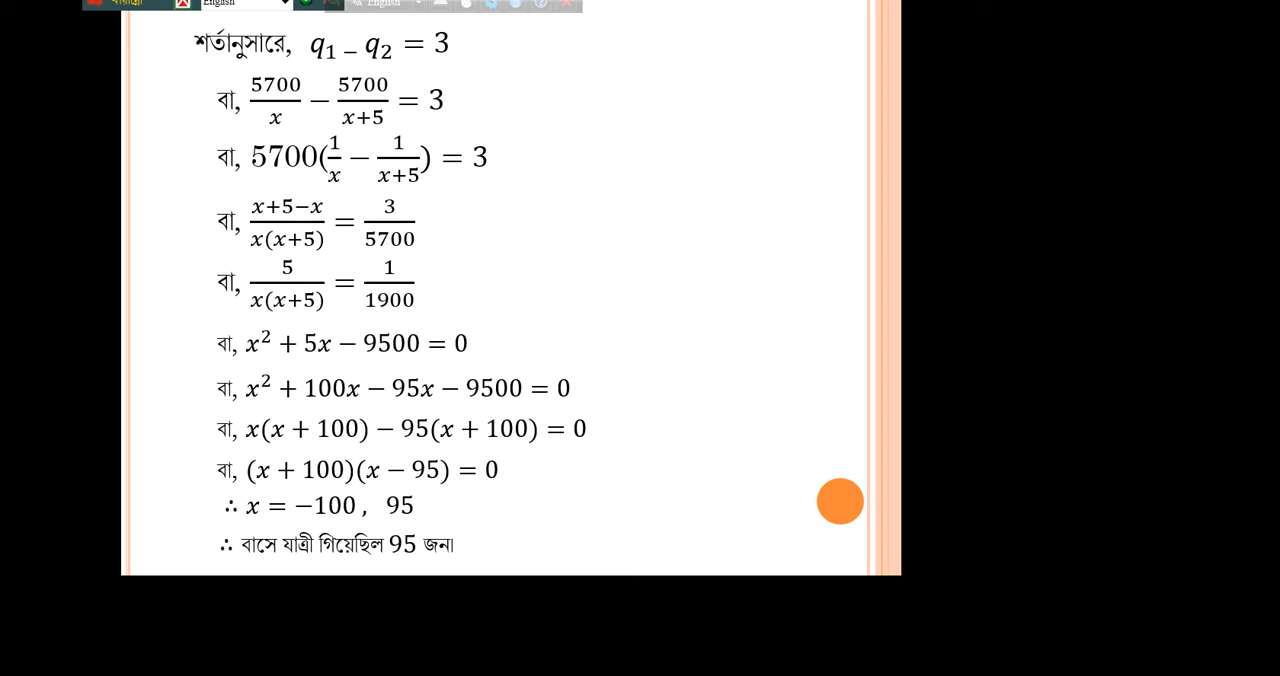 English
English
শর্তানুসারে, q₁ − q₂ = 3
বা, 5700/x − 5700/(x+5) = 3
বা, 5700(1/x − 1/(x+5)) = 3
বা, (x+5−x)/(x(x+5)) = 3/5700
বা, 5/(x(x+5)) = 1/1900
বা, x² + 5x − 9500 = 0
বা, x² + 100x − 95x − 9500 = 0
বা, x(x + 100) − 95(x + 100) = 0
বা, (x + 100)(x − 95) = 0
∴ x = −100 , 95
∴ বাসে যাত্রী গিয়েছিল 95 জন।